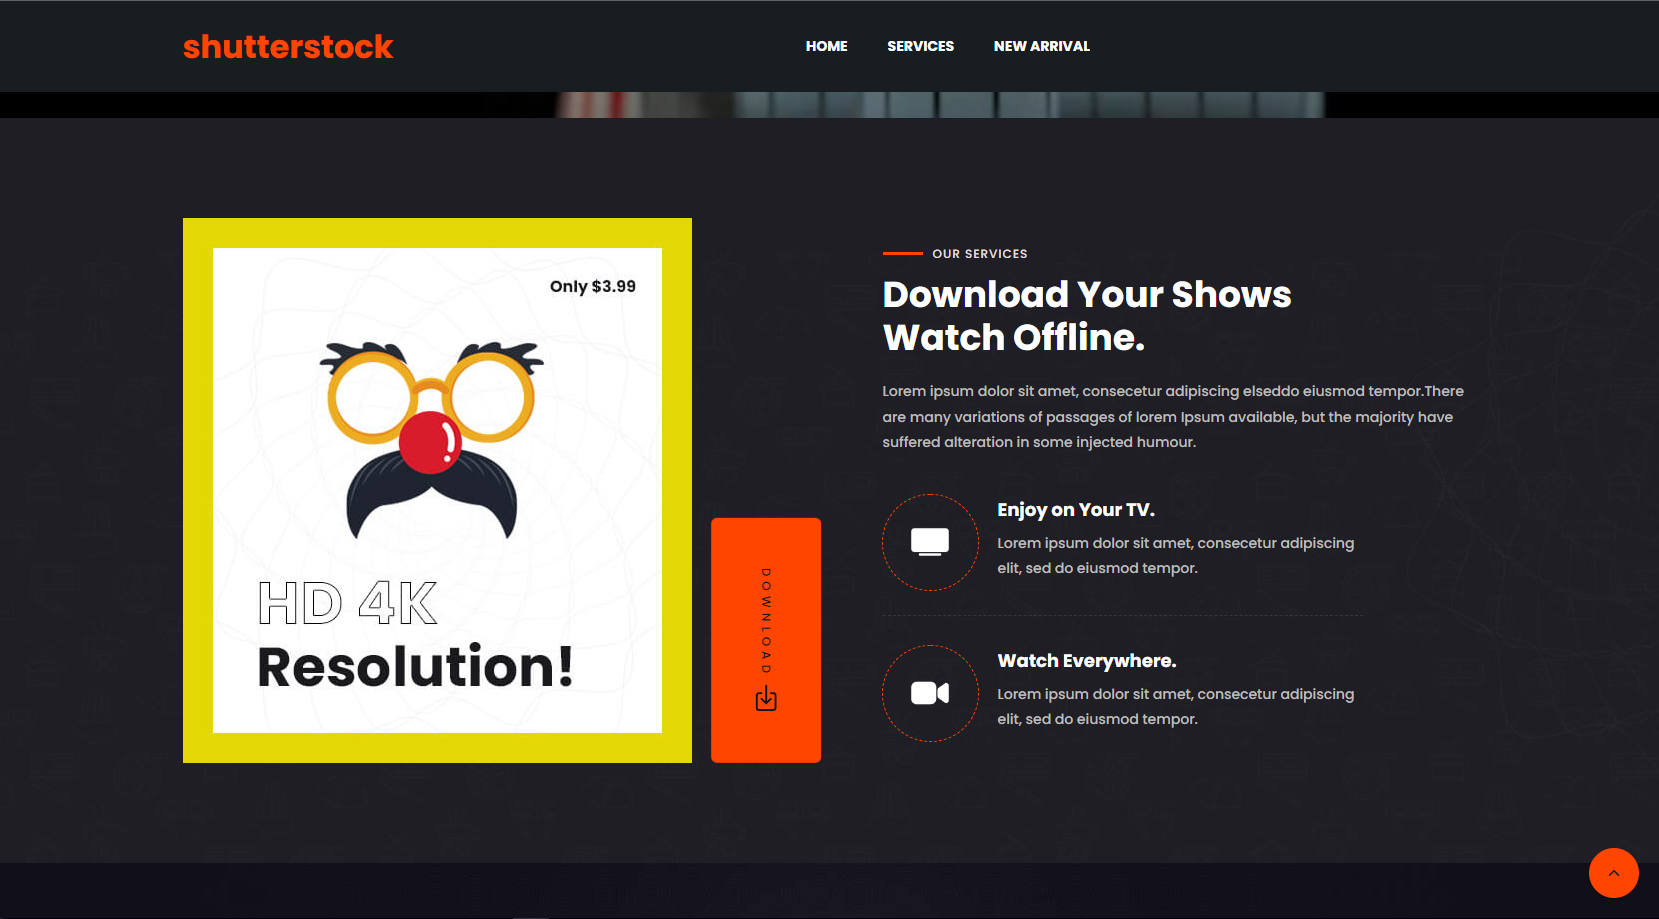 shutterstock
HOME SERVICES NEW ARRIVAL
Only $3.99
HD 4K
Resolution!
DOWNLOAD
OUR SERVICES
Download Your Shows
Watch Offline.
Lorem ipsum dolor sit amet, consecetur adipiscing elseddo eiusmod tempor.There
are many variations of passages of lorem Ipsum available, but the majority have
suffered alteration in some injected humour.
Enjoy on Your TV.
Lorem ipsum dolor sit amet, consecetur adipiscing
elit, sed do eiusmod tempor.
Watch Everywhere.
Lorem ipsum dolor sit amet, consecetur adipiscing
elit, sed do eiusmod tempor.